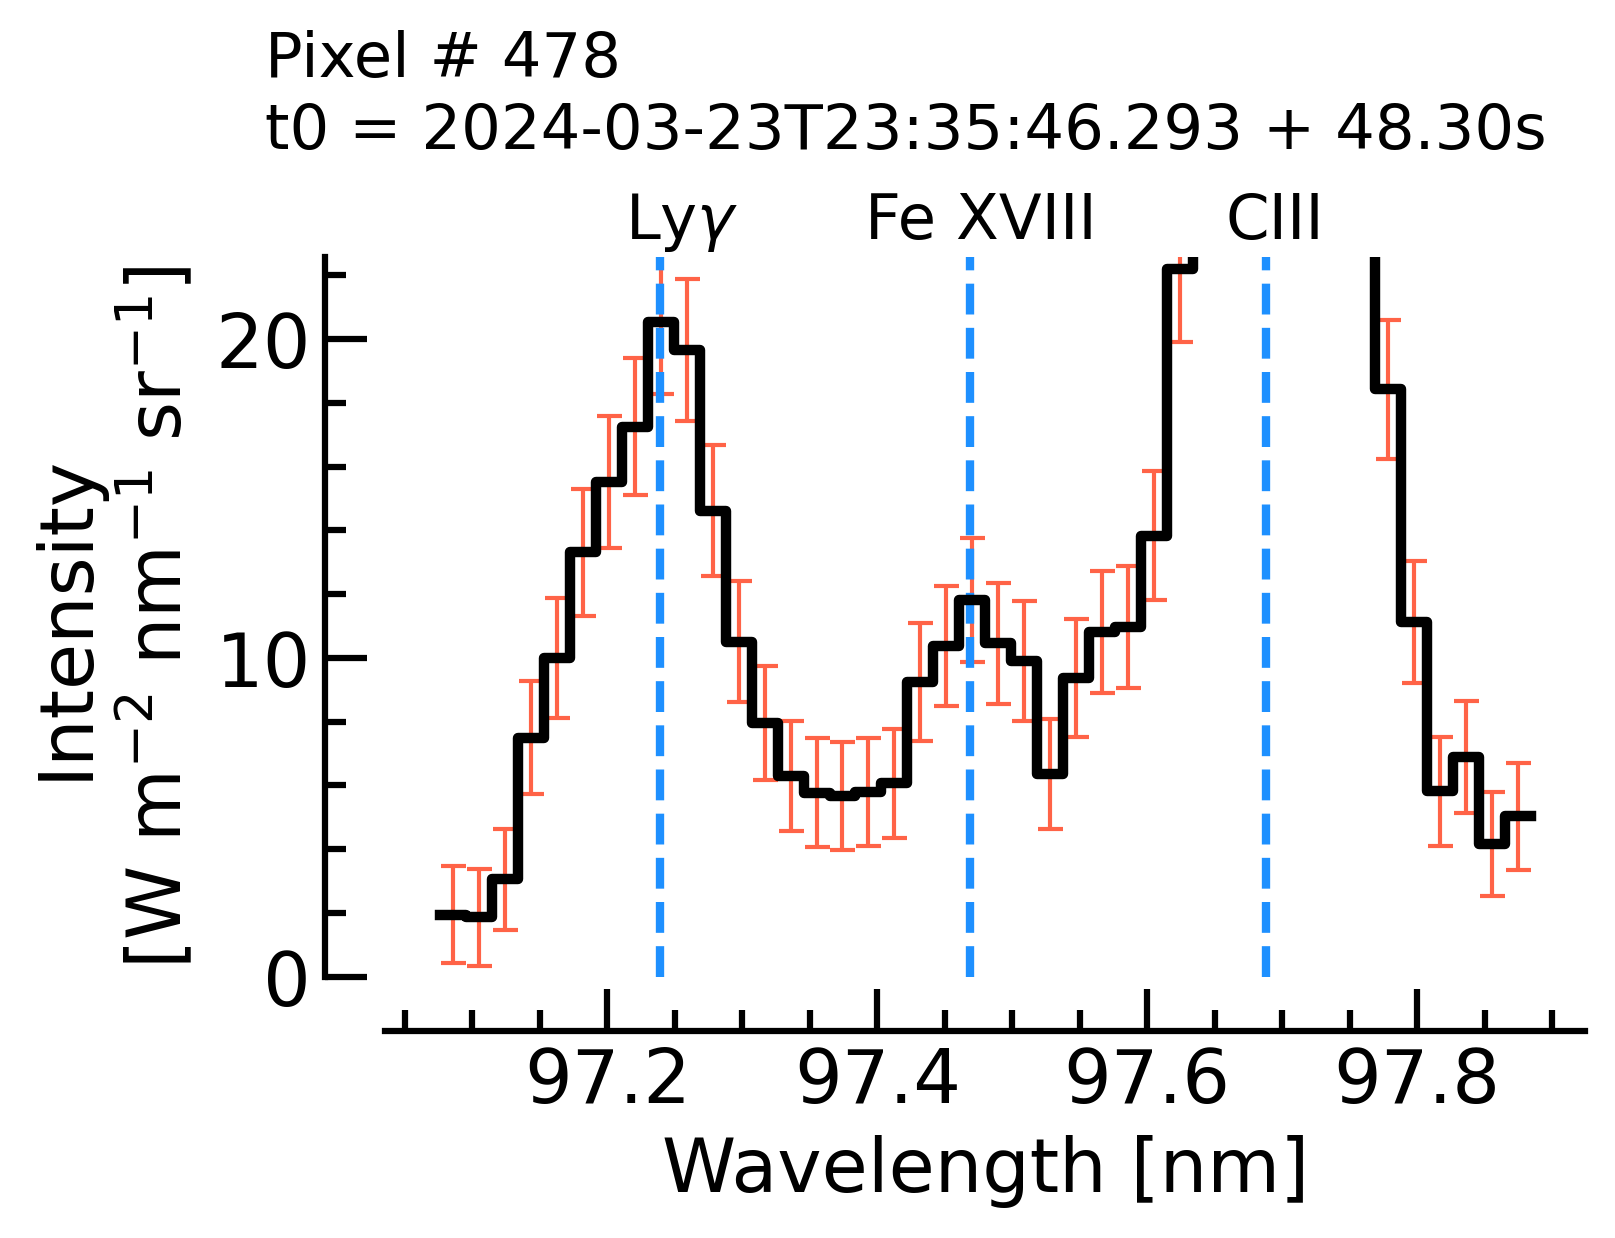 Pixel # 478
t0 = 2024-03-23T23:35:46.293 + 48.30s
Lyγ Fe XVIII CIII
Intensity
[W m⁻² nm⁻¹ sr⁻¹]
20
10
0
97.2 97.4 97.6 97.8
Wavelength [nm]